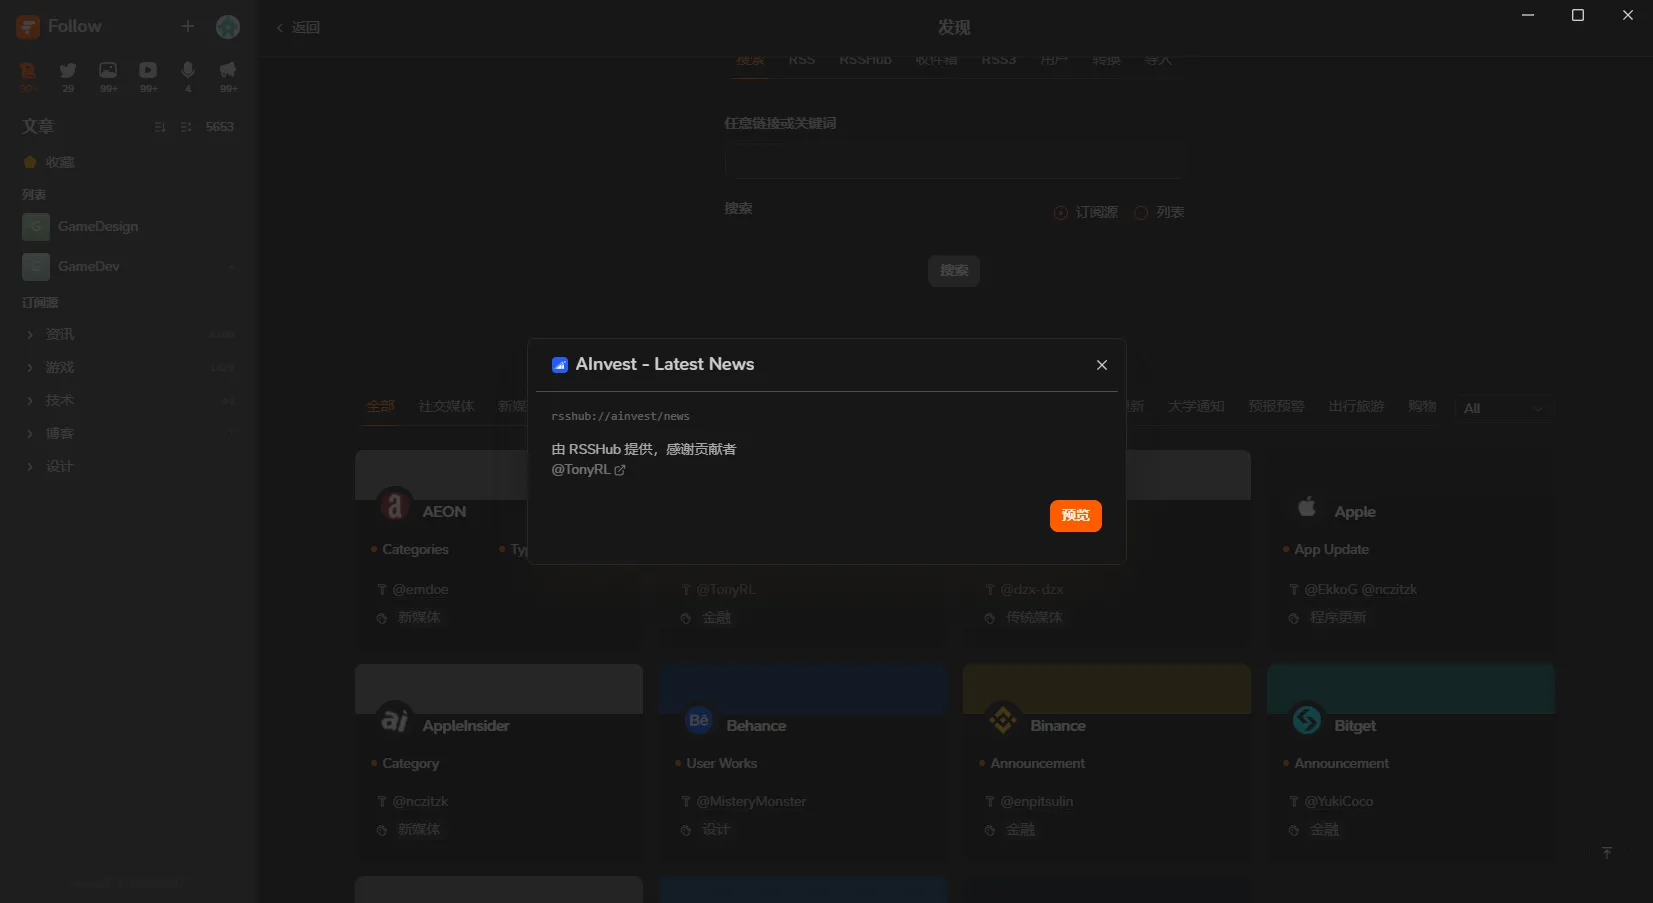 Follow
返回
发现
搜索 RSS RSSHub 收件箱 RSS3 用户 转换 导入
29 99+ 99+ 4 99+
文章 5653
任意链接或关键词
收藏
列表
搜索 订阅源 列表
GameDesign
GameDev
搜索
订阅源
资讯
游戏
技术
博客
设计
AInvest - Latest News
rsshub://ainvest/news
由 RSSHub 提供，感谢贡献者
@TonyRL
预览
全部 社交媒体 新媒 大学通知 预报预警 出行旅游 购物 All
AEON
Categories
@emdoe
新媒体
@TonyRL
金融
@dzx-dzx
传统媒体
Apple
App Update
@EkkoG @nczitzk
程序更新
AppleInsider
Category
@nczitzk
新媒体
Behance
User Works
@MisteryMonster
设计
Binance
Announcement
@enpitsulin
金融
Bitget
Announcement
@YukiCoco
金融